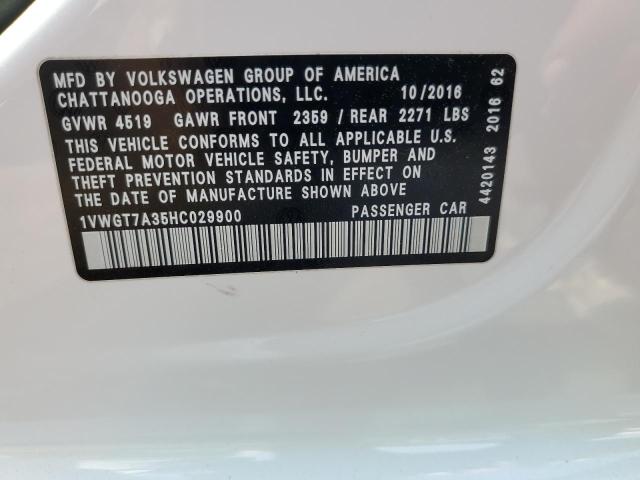 MFD BY VOLKSWAGEN GROUP OF AMERICA
CHATTANOOGA OPERATIONS, LLC. 10/2016
GVWR 4519 GAWR FRONT 2359 / REAR 2271 LBS
THIS VEHICLE CONFORMS TO ALL APPLICABLE U.S.
FEDERAL MOTOR VEHICLE SAFETY, BUMPER AND
THEFT PREVENTION STANDARDS IN EFFECT ON
THE DATE OF MANUFACTURE SHOWN ABOVE
1VWGT7A35HC029900 PASSENGER CAR
4420143 2016 62